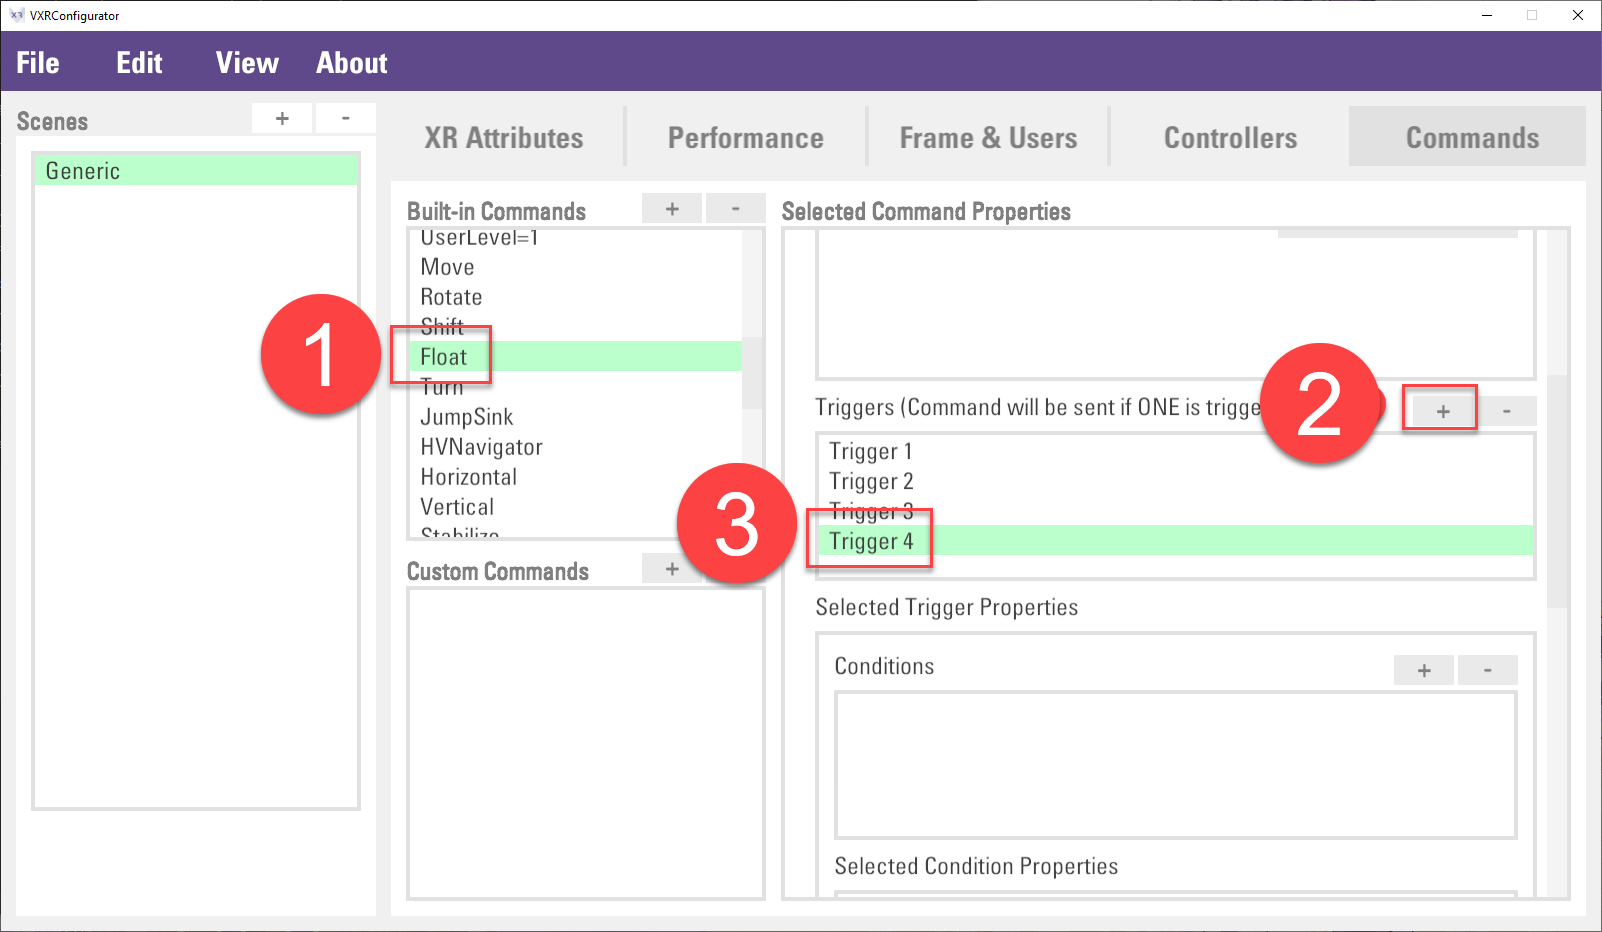 VXRConfigurator
File Edit View About
Scenes + -
Generic
XR Attributes Performance Frame & Users Controllers Commands
Built-in Commands + -
UserLevel=1
Move
Rotate
Shift
Float
Turn
JumpSink
HVNavigator
Horizontal
Vertical
Stabilize
Custom Commands +
Selected Command Properties
Triggers (Command will be sent if ONE is trigge + -
Trigger 1
Trigger 2
Trigger 3
Trigger 4
Selected Trigger Properties
Conditions + -
Selected Condition Properties
1
2
3